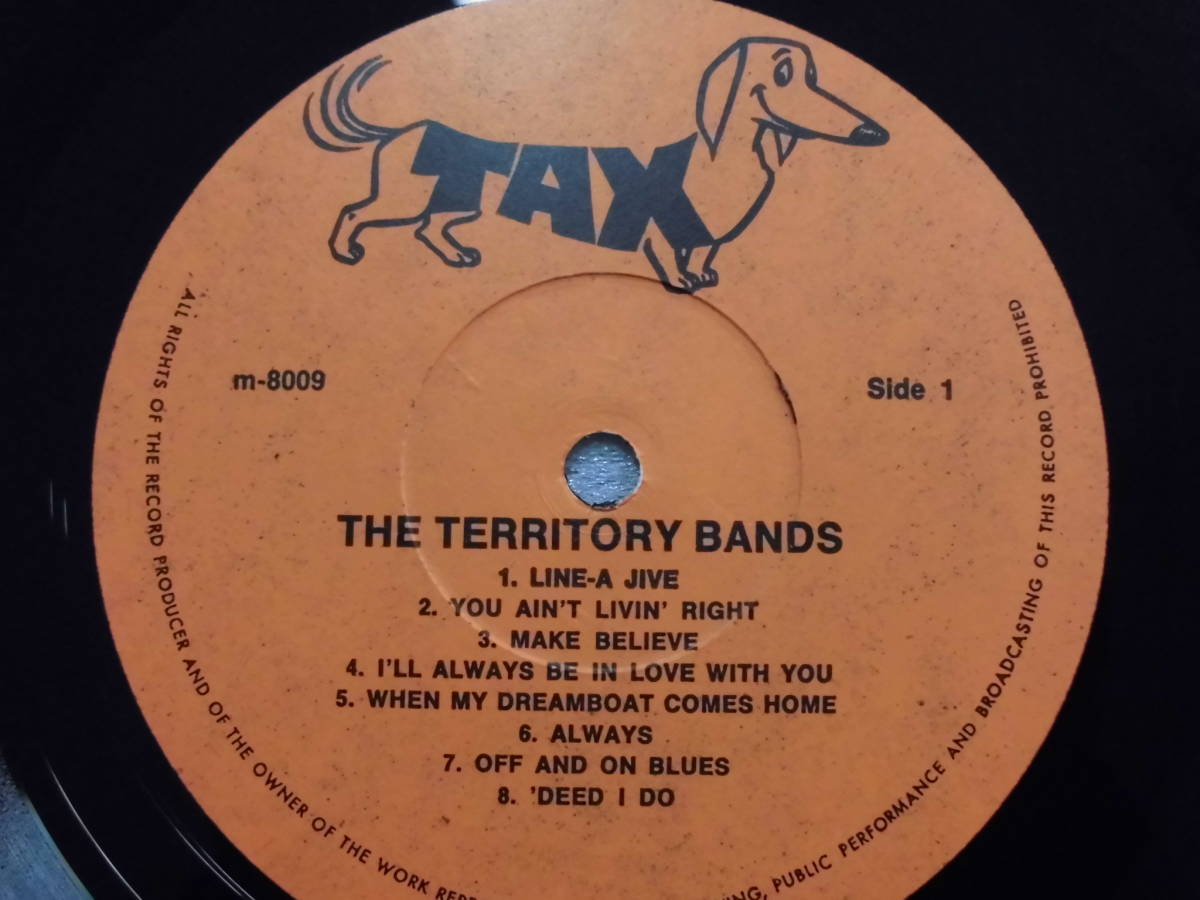 TAX
m-8009
Side 1
THE TERRITORY BANDS
1. LINE-A JIVE
2. YOU AIN'T LIVIN' RIGHT
3. MAKE BELIEVE
4. I'LL ALWAYS BE IN LOVE WITH YOU
5. WHEN MY DREAMBOAT COMES HOME
6. ALWAYS
7. OFF AND ON BLUES
8. 'DEED I DO
ALL RIGHTS OF THE RECORD PRODUCER AND OF THE OWNER OF THE WORK
PUBLIC PERFORMANCE AND BROADCASTING OF THIS RECORD PROHIBITED